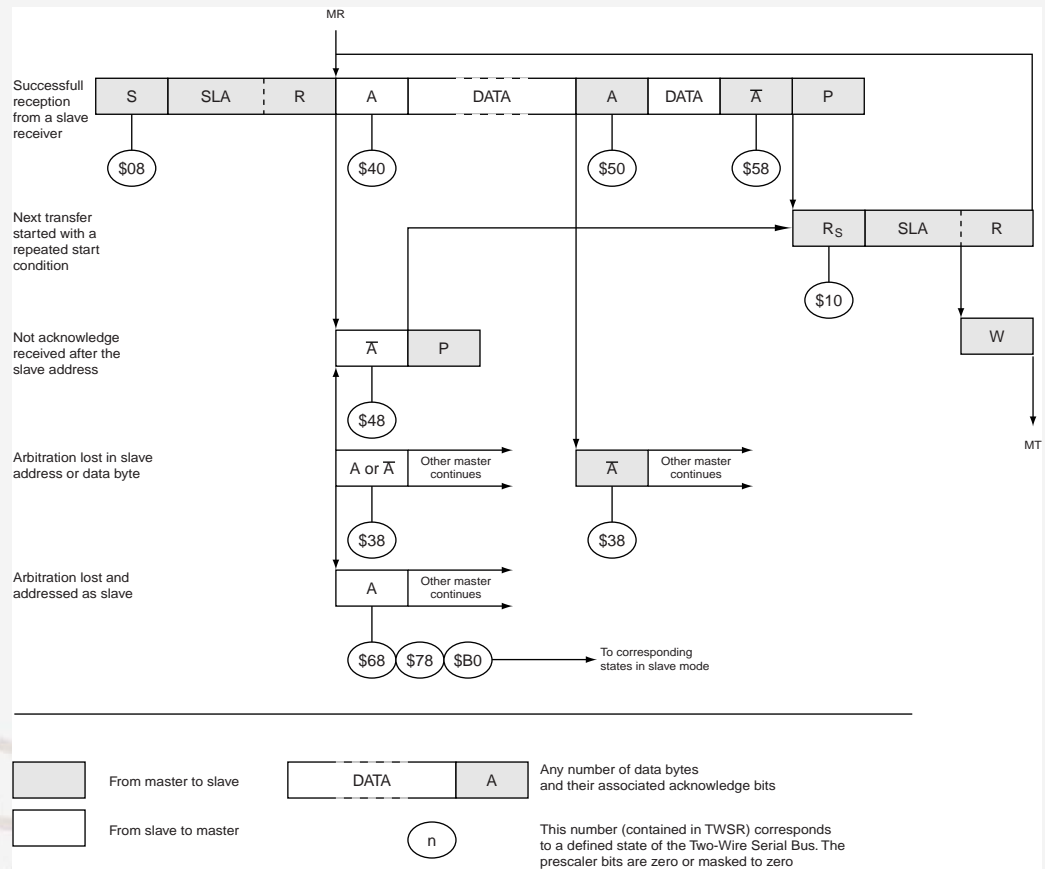 MR
Successfull
reception
from a slave
receiver
S SLA R A DATA A DATA A̅ P
$08 $40 $50 $58
Next transfer
started with a
repeated start
condition
RS SLA R
$10
Not acknowledge
received after the
slave address
A̅ P
W
$48
MT
Arbitration lost in slave
address or data byte
A or A̅
Other master
continues
A̅
Other master
continues
$38 $38
Arbitration lost and
addressed as slave
A
Other master
continues
$68 $78 $B0
To corresponding
states in slave mode
From master to slave
DATA A
Any number of data bytes
and their associated acknowledge bits
From slave to master
n
This number (contained in TWSR) corresponds
to a defined state of the Two-Wire Serial Bus. The
prescaler bits are zero or masked to zero